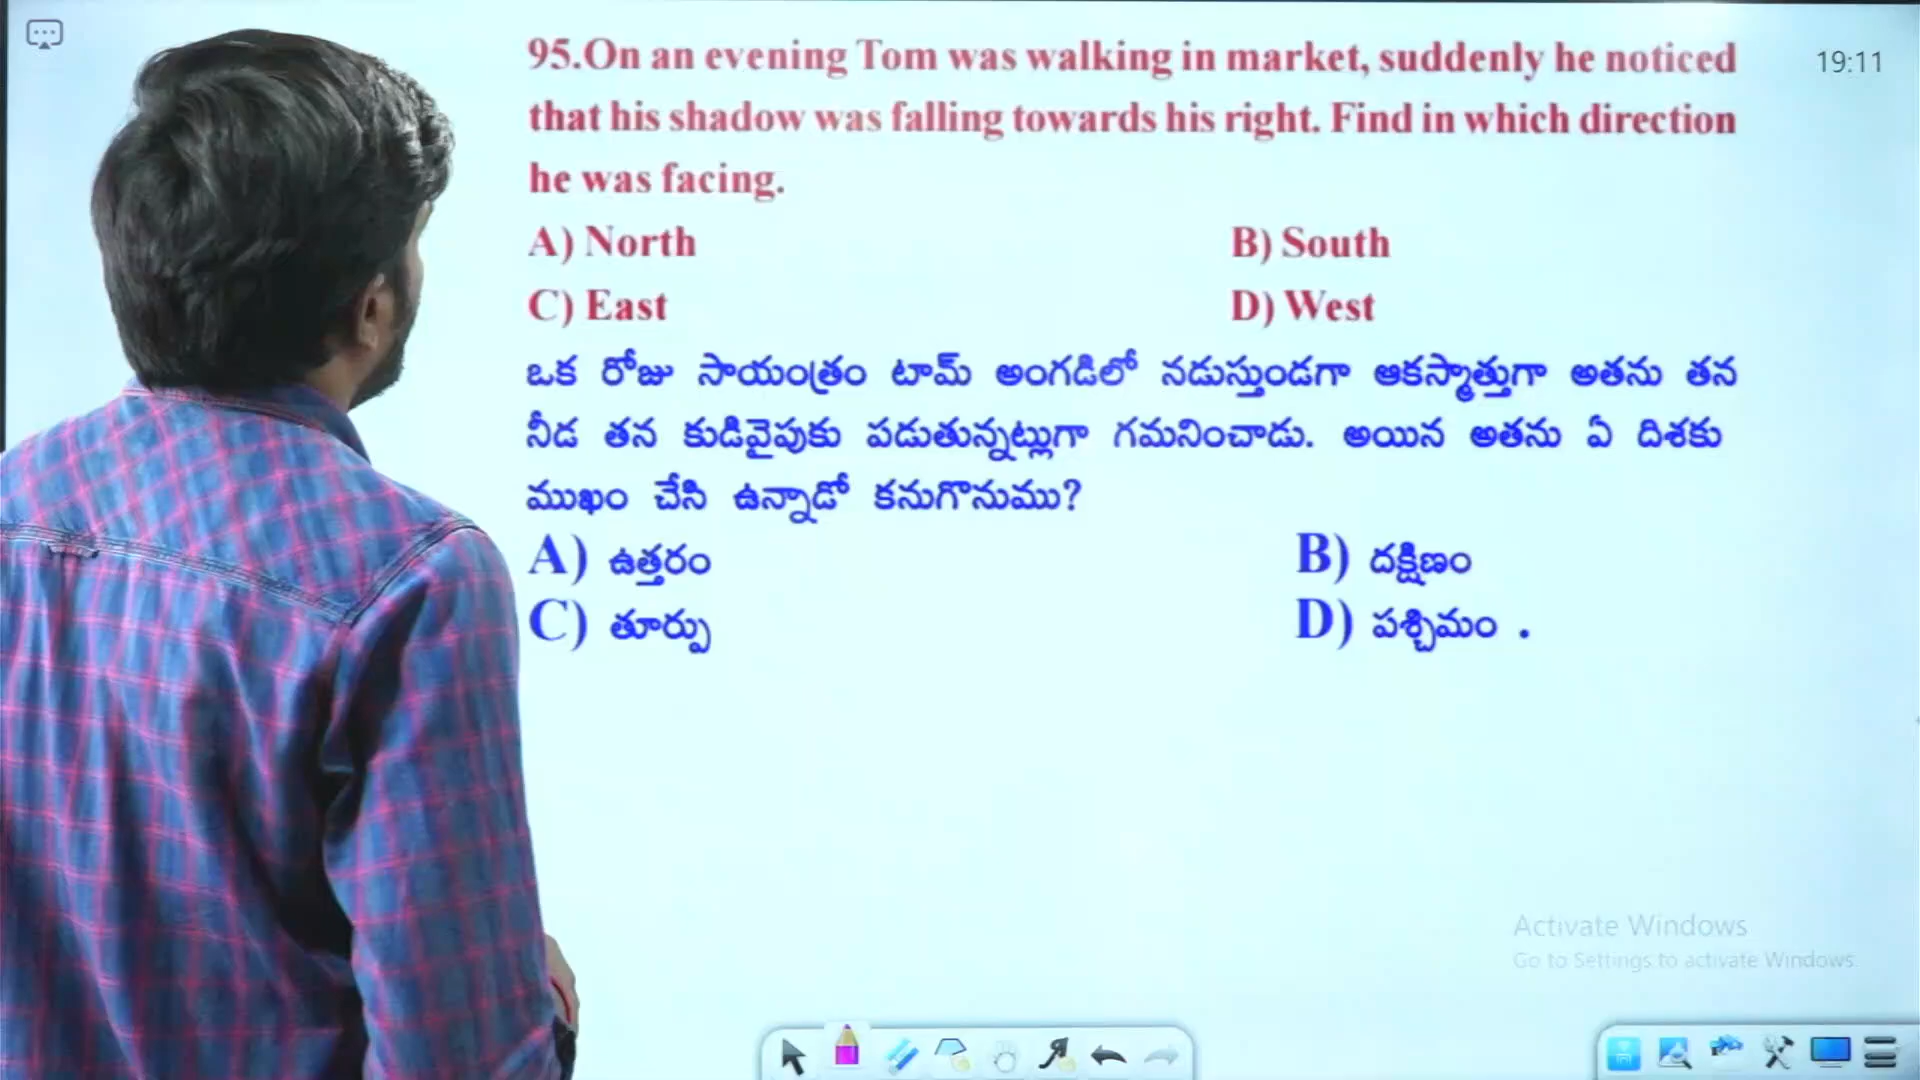 95.On an evening Tom was walking in market, suddenly he noticed
that his shadow was falling towards his right. Find in which direction
he was facing.
A) North B) South
C) East D) West
ఒక రోజు సాయంత్రం టామ్ అంగడిలో నడుస్తుండగా ఆకస్మాత్తుగా అతను తన
నీడ తన కుడివైపుకు పడుతున్నట్లుగా గమనించాడు. అయిన అతను ఏ దిశకు
ముఖం చేసి ఉన్నాడో కనుగొనుము?
A) ఉత్తరం B) దక్షిణం
C) తూర్పు D) పశ్చిమం .
19:11
Activate Windows
Go to Settings to activate Windows.